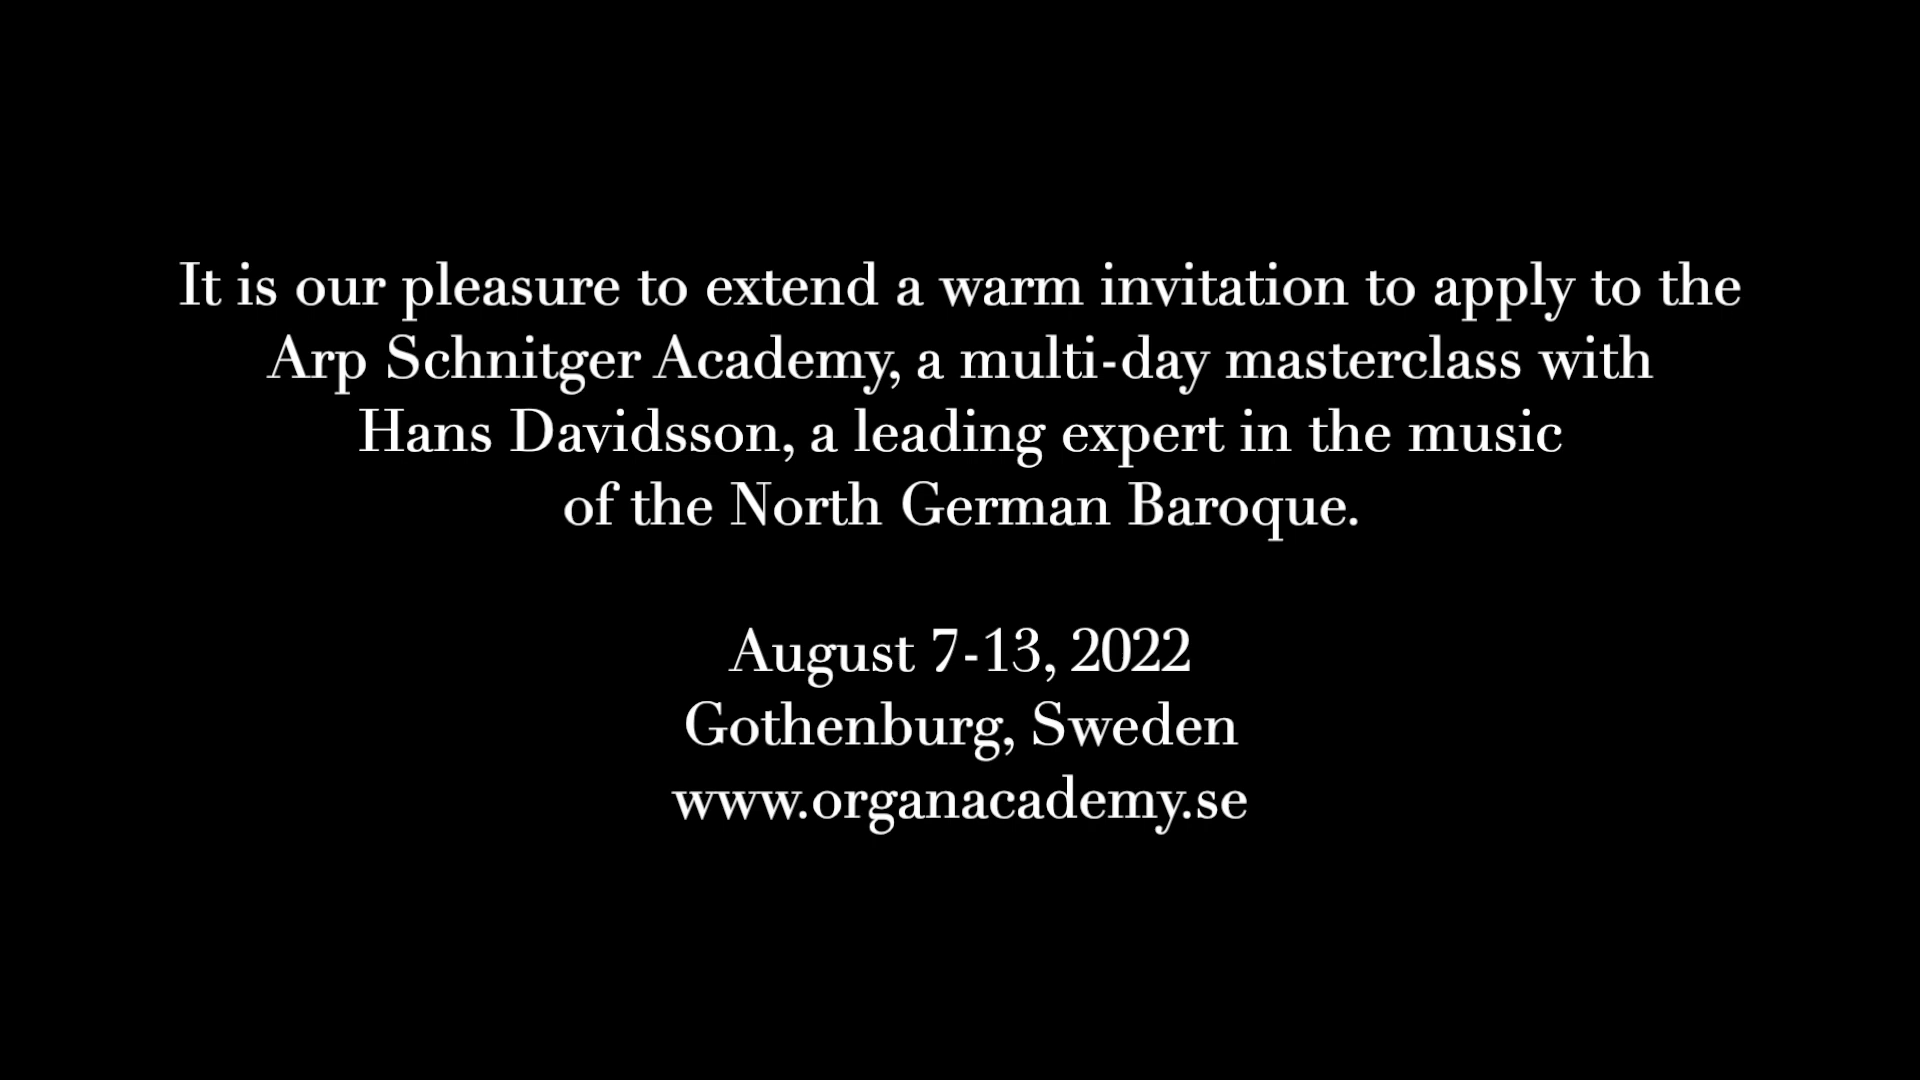 It is our pleasure to extend a warm invitation to apply to the
Arp Schnitger Academy, a multi-day masterclass with
Hans Davidsson, a leading expert in the music
of the North German Baroque.
August 7-13, 2022
Gothenburg, Sweden
www.organacademy.se